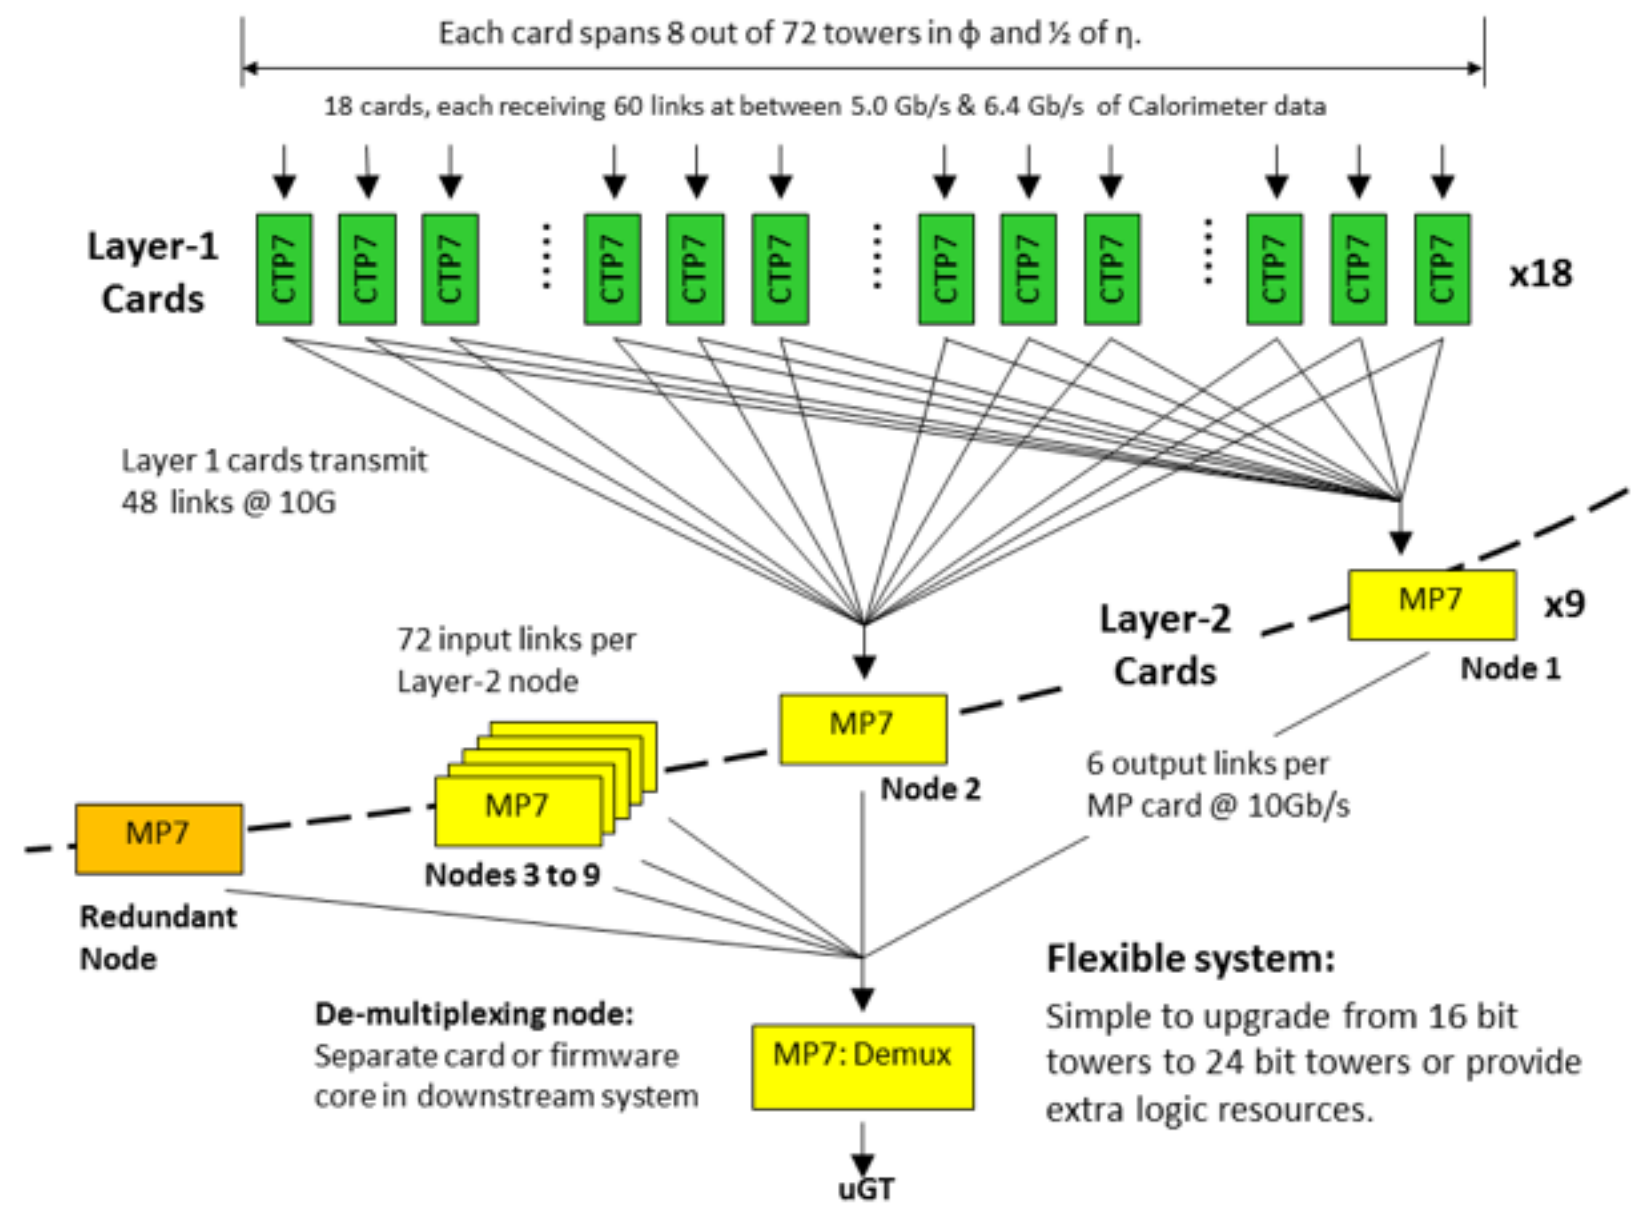 Each card spans 8 out of 72 towers in ϕ and ½ of η.
18 cards, each receiving 60 links at between 5.0 Gb/s & 6.4 Gb/s of Calorimeter data
Layer-1
Cards
CTP7
CTP7
CTP7
CTP7
CTP7
CTP7
CTP7
CTP7
CTP7
CTP7
CTP7
CTP7
x18
Layer 1 cards transmit
48 links @ 10G
MP7
x9
Node 1
Layer-2
Cards
72 input links per
Layer-2 node
MP7
Node 2
6 output links per
MP card @ 10Gb/s
MP7
Nodes 3 to 9
MP7
Redundant
Node
De-multiplexing node:
Separate card or firmware
core in downstream system
MP7: Demux
uGT
Flexible system:
Simple to upgrade from 16 bit
towers to 24 bit towers or provide
extra logic resources.